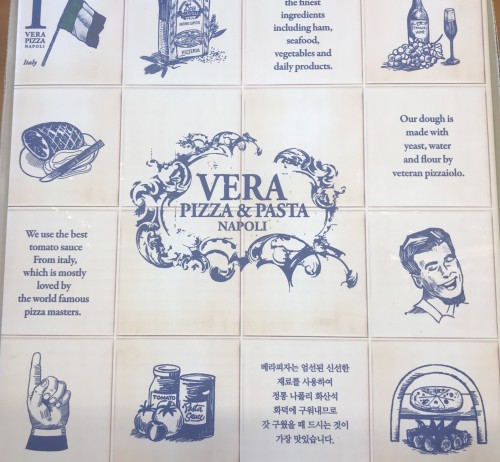 1
VERA
PIZZA
NAPOLI
Italy
the finest
ingredients
including ham,
seafood,
vegetables and
daily products.
Our dough is
made with
yeast, water
and flour by
veteran pizzaiolo.
VERA
PIZZA & PASTA
NAPOLI
We use the best
tomato sauce
From italy,
which is mostly
loved by
the world famous
pizza masters.
TOMATO
Pasta
Sauce
베라피자는 엄선된 신선한
재료를 사용하여
정통 나폴리 화산석
화덕에 구워내므로
갓 구웠을 때 드시는 것이
가장 맛있습니다.